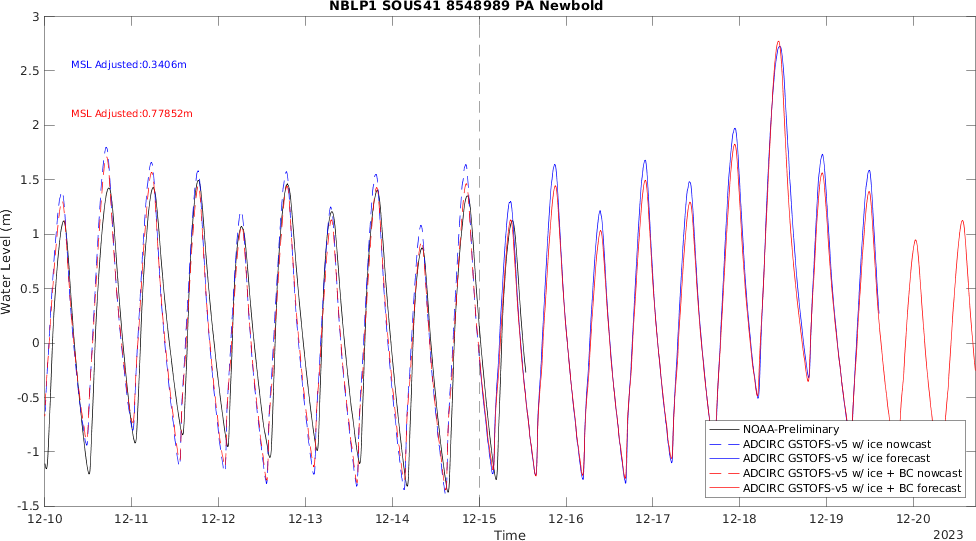 NBLP1 SOUS41 8548989 PA Newbold
3
2.5
2
1.5
1
0.5
0
-0.5
-1
-1.5
Water Level (m)
MSL Adjusted:0.3406m
MSL Adjusted:0.77852m
NOAA-Preliminary
ADCIRC GSTOFS-v5 w/ ice nowcast
ADCIRC GSTOFS-v5 w/ ice forecast
ADCIRC GSTOFS-v5 w/ ice + BC nowcast
ADCIRC GSTOFS-v5 w/ ice + BC forecast
12-10 12-11 12-12 12-13 12-14 12-15 12-16 12-17 12-18 12-19 12-20
Time
2023